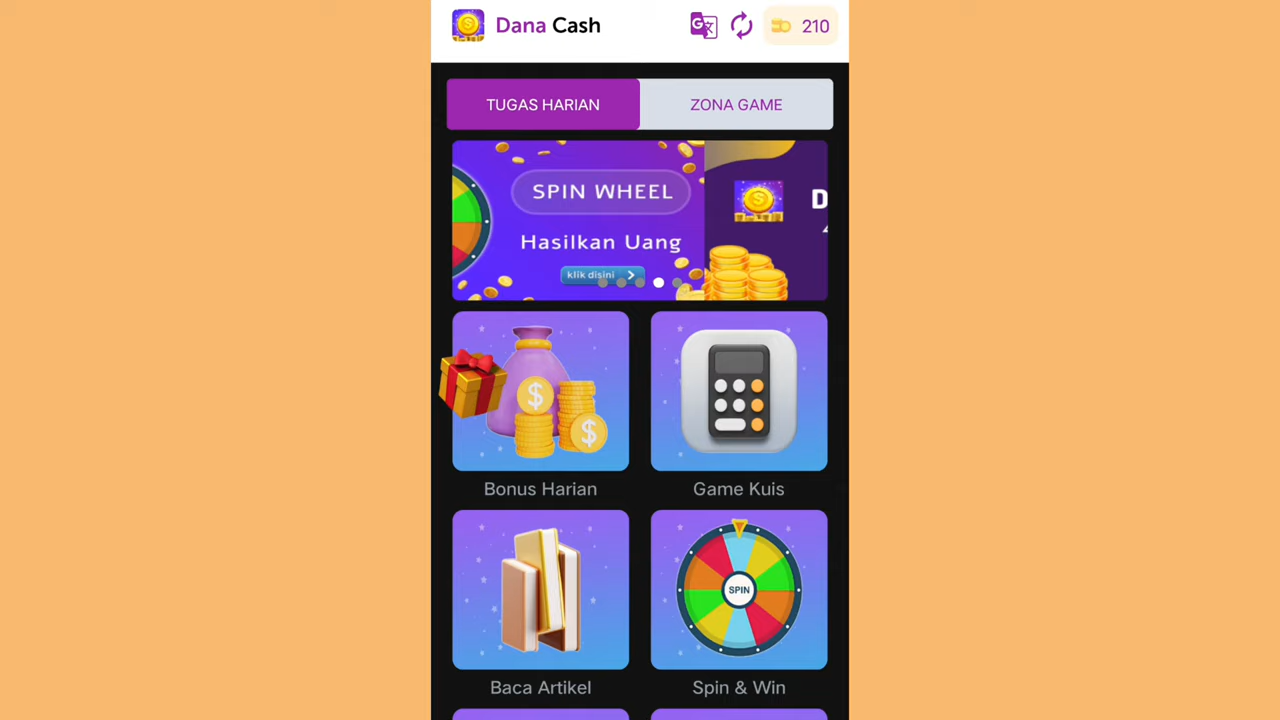 Dana Cash
210
TUGAS HARIAN
ZONA GAME
SPIN WHEEL
Hasilkan Uang
klik disini
D
Bonus Harian
Game Kuis
SPIN
Baca Artikel
Spin & Win